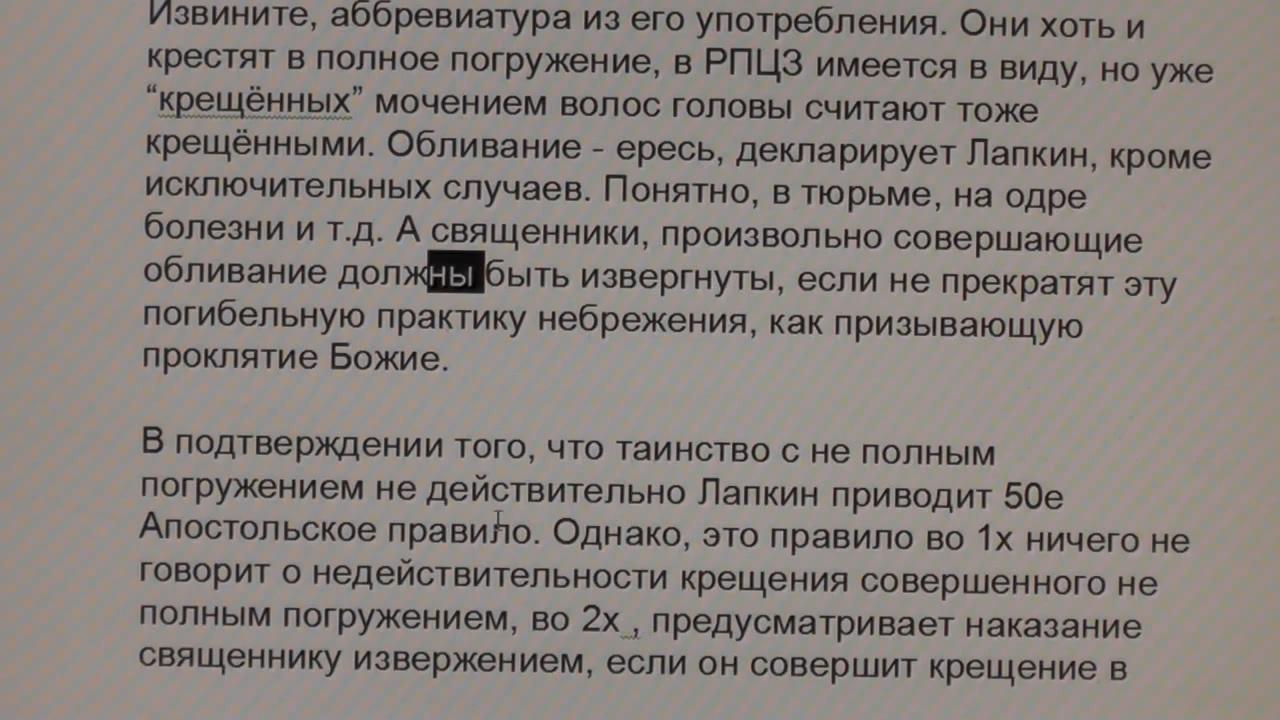 Извините, аббревиатура из его употребления. Они хоть и
крестят в полное погружение, в РПЦЗ имеется в виду, но уже
“крещённых” мочением волос головы считают тоже
крещёнными. Обливание - ересь, декларирует Лапкин, кроме
исключительных случаев. Понятно, в тюрьме, на одре
болезни и т.д. А священники, произвольно совершающие
обливание должны быть извергнуты, если не прекратят эту
погибельную практику небрежения, как призывающую
проклятие Божие.
В подтверждении того, что таинство с не полным
погружением не действительно Лапкин приводит 50е
Апостольское правило. Однако, это правило во 1х ничего не
говорит о недействительности крещения совершенного не
полным погружением, во 2х , предусматривает наказание
священнику извержением, если он совершит крещение в